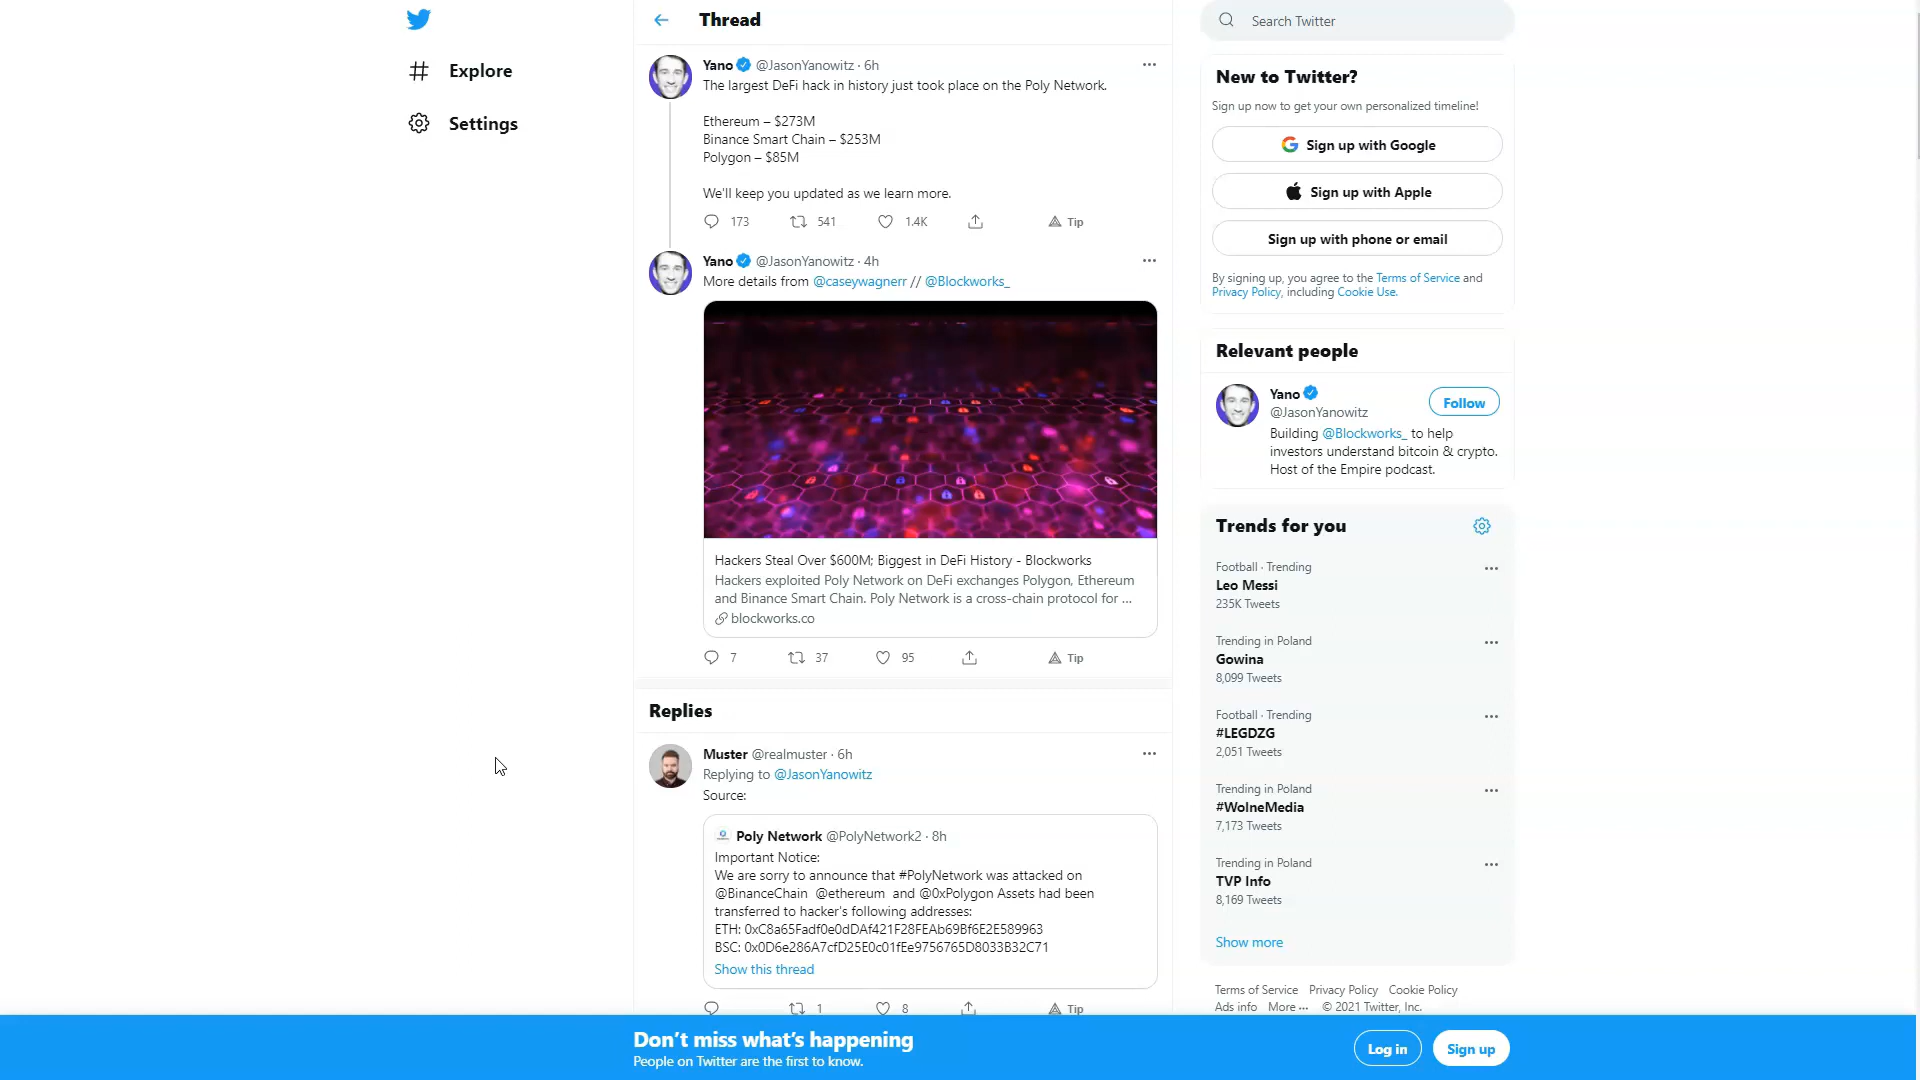 Explore
Settings
Thread
Yano @JasonYanowitz · 6h
The largest DeFi hack in history just took place on the Poly Network.
Ethereum – $273M
Binance Smart Chain – $253M
Polygon – $85M
We'll keep you updated as we learn more.
173 541 1.4K Tip
Yano @JasonYanowitz · 4h
More details from @caseywagnerr // @Blockworks_
Hackers Steal Over $600M; Biggest in DeFi History - Blockworks
Hackers exploited Poly Network on DeFi exchanges Polygon, Ethereum
and Binance Smart Chain. Poly Network is a cross-chain protocol for ...
blockworks.co
7 37 95 Tip
Replies
Muster @realmuster · 6h
Replying to @JasonYanowitz
Source:
Poly Network @PolyNetwork2 · 8h
Important Notice:
We are sorry to announce that #PolyNetwork was attacked on
@BinanceChain @ethereum and @0xPolygon Assets had been
transferred to hacker's following addresses:
ETH: 0xC8a65Fadf0e0dDAf421F28FEAb69Bf6E2E589963
BSC: 0x0D6e286A7cfD25E0c01fEe9756765D8033B32C71
Show this thread
1 8 Tip
Search Twitter
New to Twitter?
Sign up now to get your own personalized timeline!
Sign up with Google
Sign up with Apple
Sign up with phone or email
By signing up, you agree to the Terms of Service and
Privacy Policy, including Cookie Use.
Relevant people
Yano
@JasonYanowitz
Follow
Building @Blockworks_ to help
investors understand bitcoin & crypto.
Host of the Empire podcast.
Trends for you
Football · Trending
Leo Messi
235K Tweets
Trending in Poland
Gowina
8,099 Tweets
Football · Trending
#LEGDZG
2,051 Tweets
Trending in Poland
#WolneMedia
7,173 Tweets
Trending in Poland
TVP Info
8,169 Tweets
Show more
Terms of Service Privacy Policy Cookie Policy
Ads info More ··· © 2021 Twitter, Inc.
Don't miss what's happening
People on Twitter are the first to know.
Log in
Sign up